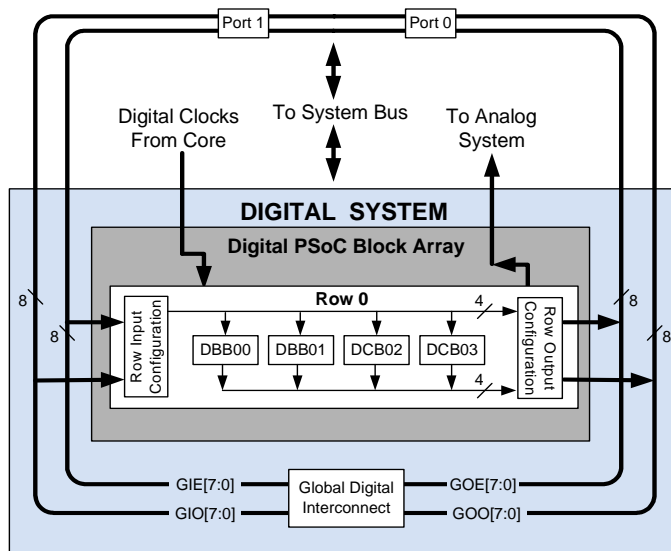 Port 1
Port 0
Digital Clocks
From Core
To System Bus
To Analog
System
DIGITAL SYSTEM
Digital PSoC Block Array
Row 0
8
8
8
8
4
Row Input
Configuration
DBB00
DBB01
DCB02
DCB03
Row Output
Configuration
4
GIE[7:0]
GIO[7:0]
Global Digital
Interconnect
GOE[7:0]
GOO[7:0]